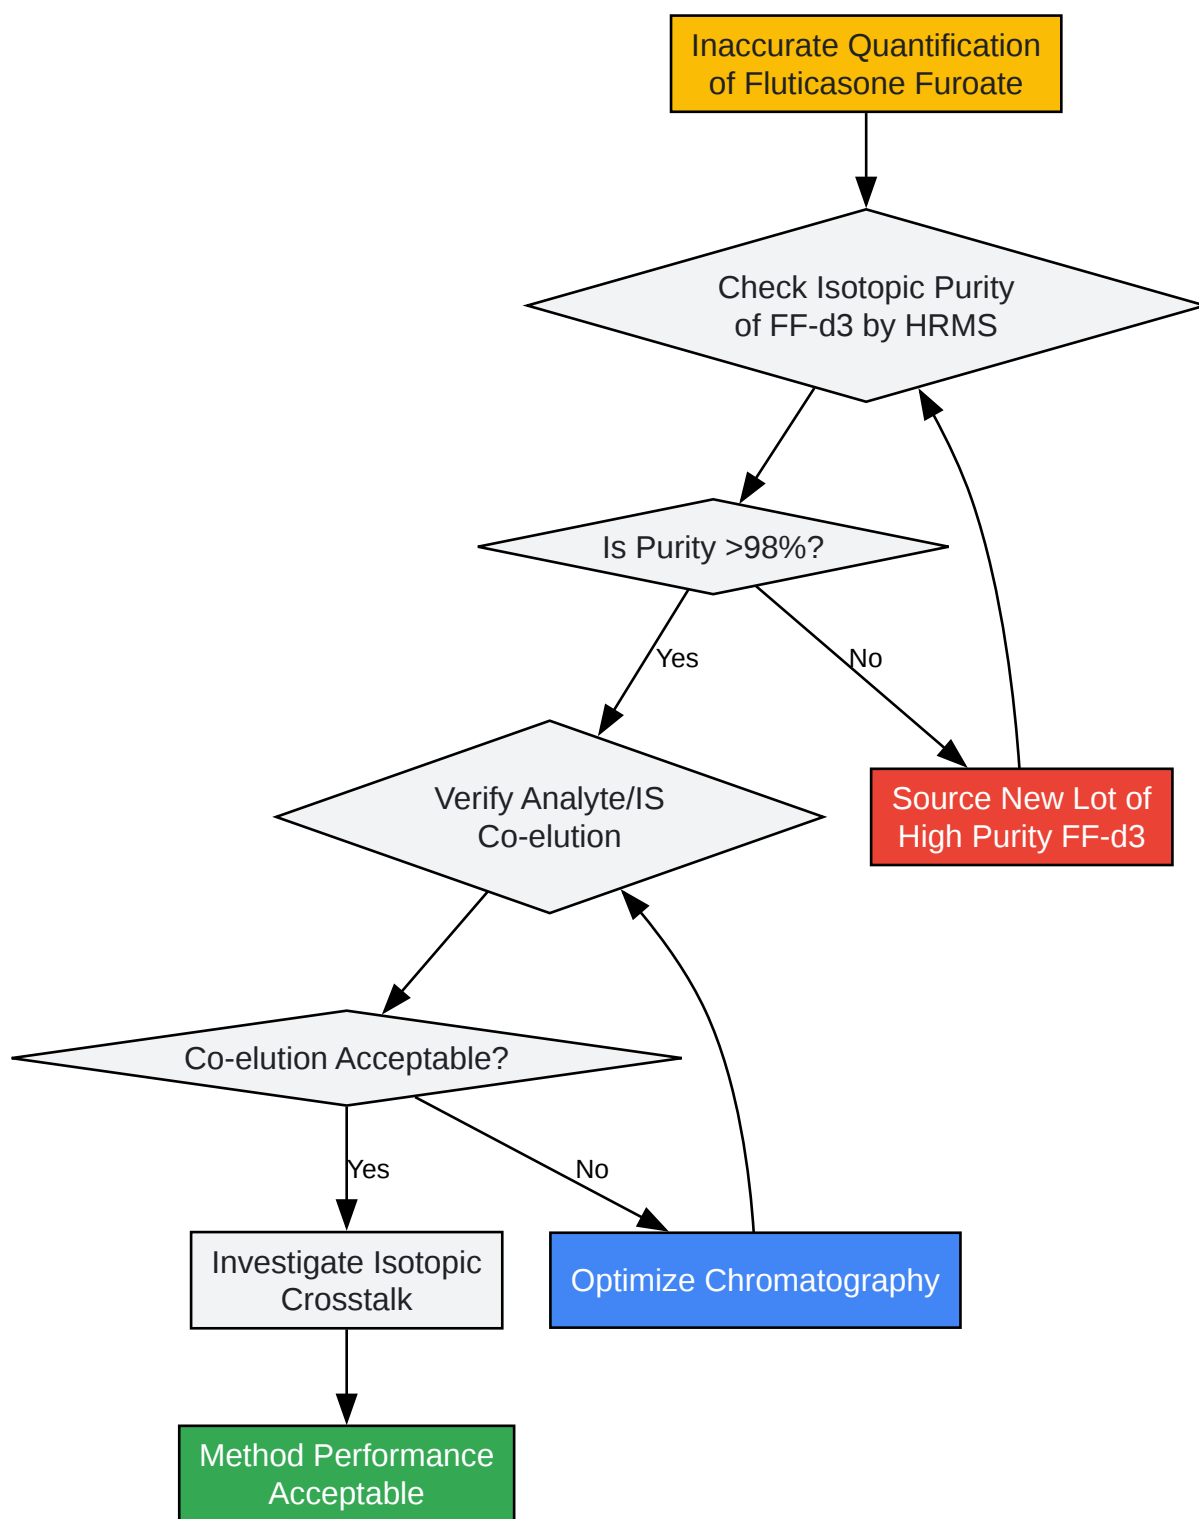 Inaccurate Quantification
of Fluticasone Furoate
Check Isotopic Purity
of FF-d3 by HRMS
Is Purity >98%?
Yes
No
Verify Analyte/IS
Co-elution
Source New Lot of
High Purity FF-d3
Co-elution Acceptable?
Yes
No
Investigate Isotopic
Crosstalk
Optimize Chromatography
Method Performance
Acceptable